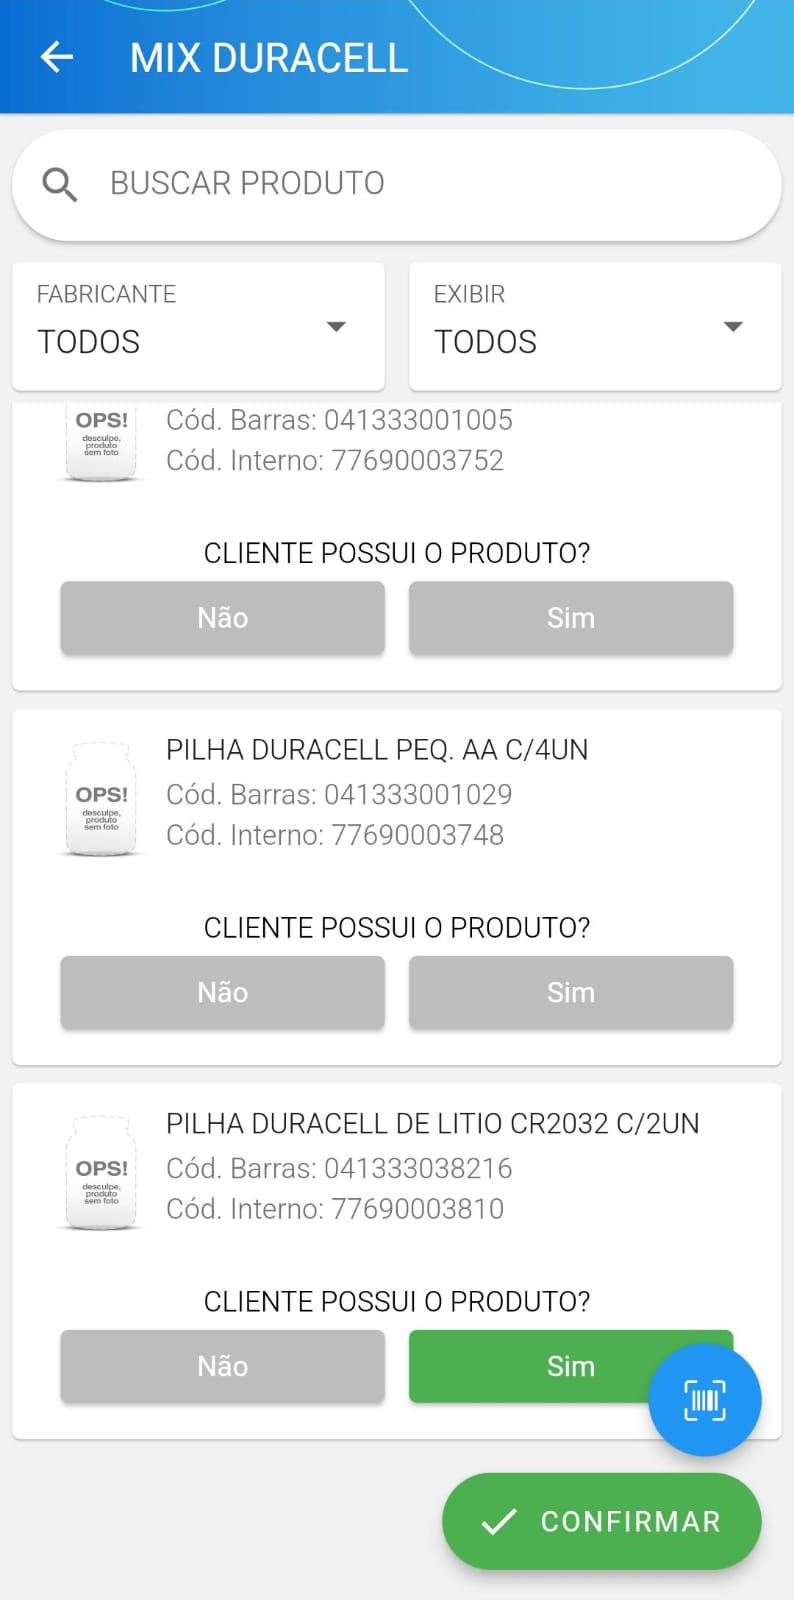 MIX DURACELL
BUSCAR PRODUTO
FABRICANTE
TODOS
EXIBIR
TODOS
OPS!
desculpe,
produto
sem foto
Cód. Barras: 041333001005
Cód. Interno: 77690003752
CLIENTE POSSUI O PRODUTO?
Não
Sim
OPS!
desculpe,
produto
sem foto
PILHA DURACELL PEQ. AA C/4UN
Cód. Barras: 041333001029
Cód. Interno: 77690003748
CLIENTE POSSUI O PRODUTO?
Não
Sim
OPS!
desculpe,
produto
sem foto
PILHA DURACELL DE LITIO CR2032 C/2UN
Cód. Barras: 041333038216
Cód. Interno: 77690003810
CLIENTE POSSUI O PRODUTO?
Não
Sim
CONFIRMAR